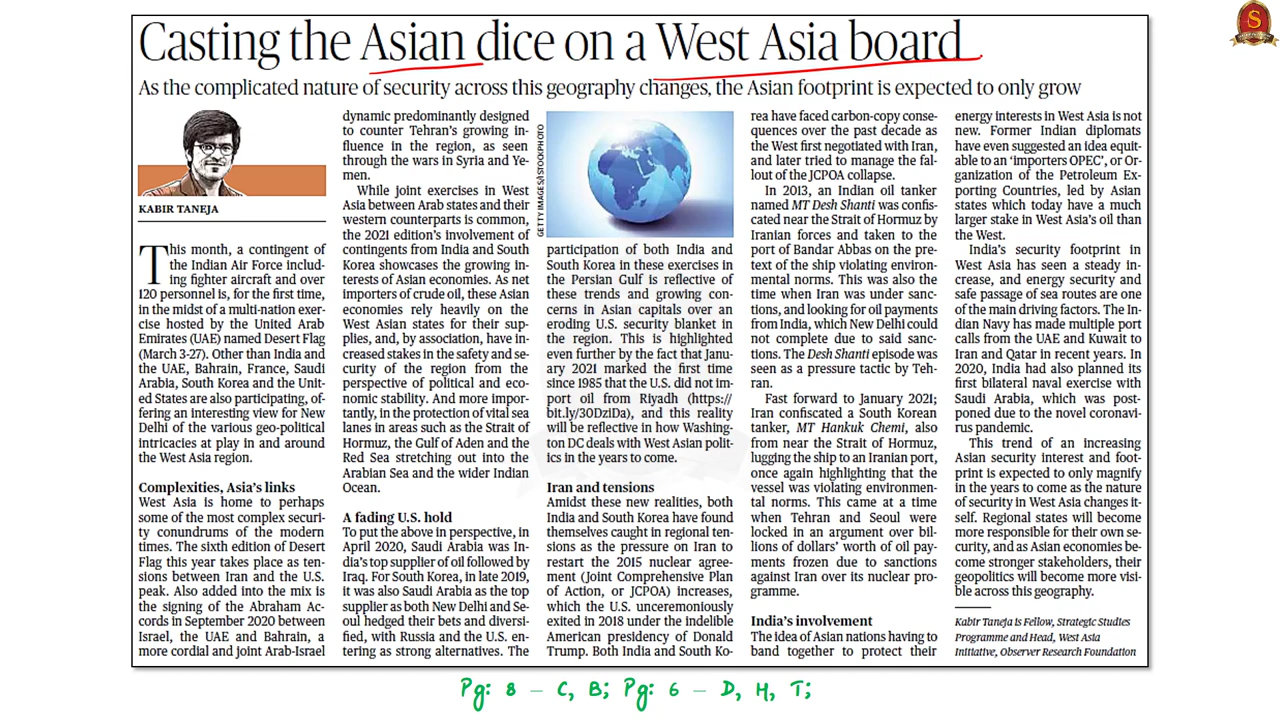 Casting the Asian dice on a West Asia board
As the complicated nature of security across this geography changes, the Asian footprint is expected to only grow
KABIR TANEJA
This month, a contingent of
the Indian Air Force includ-
ing fighter aircraft and over
120 personnel is, for the first time,
in the midst of a multi-nation exer-
cise hosted by the United Arab
Emirates (UAE) named Desert Flag
(March 3-27). Other than India and
the UAE, Bahrain, France, Saudi
Arabia, South Korea and the Unit-
ed States are also participating, of-
fering an interesting view for New
Delhi of the various geo-political
intricacies at play in and around
the West Asia region.
Complexities, Asia's links
West Asia is home to perhaps
some of the most complex securi-
ty conundrums of the modern
times. The sixth edition of Desert
Flag this year takes place as ten-
sions between Iran and the U.S.
peak. Also added into the mix is
the signing of the Abraham Ac-
cords in September 2020 between
Israel, the UAE and Bahrain, a
more cordial and joint Arab-Israel
dynamic predominantly designed
to counter Tehran's growing in-
fluence in the region, as seen
through the wars in Syria and Ye-
men.
While joint exercises in West
Asia between Arab states and their
western counterparts is common,
the 2021 edition's involvement of
contingents from India and South
Korea showcases the growing in-
terests of Asian economies. As net
importers of crude oil, these Asian
economies rely heavily on the
West Asian states for their sup-
plies, and, by association, have in-
creased stakes in the safety and se-
curity of the region from the
perspective of political and eco-
nomic stability. And more impor-
tantly, in the protection of vital sea
lanes in areas such as the Strait of
Hormuz, the Gulf of Aden and the
Red Sea stretching out into the
Arabian Sea and the wider Indian
Ocean.
A fading U.S. hold
To put the above in perspective, in
April 2020, Saudi Arabia was In-
dia's top supplier of oil followed by
Iraq. For South Korea, in late 2019,
it was also Saudi Arabia as the top
supplier as both New Delhi and Se-
oul hedged their bets and diversi-
fied, with Russia and the U.S. en-
tering as strong alternatives. The
GETTY IMAGES/ISTOCKPHOTO
participation of both India and
South Korea in these exercises in
the Persian Gulf is reflective of
these trends and growing con-
cerns in Asian capitals over an
eroding U.S. security blanket in
the region. This is highlighted
even further by the fact that Janu-
ary 2021 marked the first time
since 1985 that the U.S. did not im-
port oil from Riyadh (https://
bit.ly/30DziDa), and this reality
will be reflective in how Washing-
ton DC deals with West Asian polit-
ics in the years to come.
Iran and tensions
Amidst these new realities, both
India and South Korea have found
themselves caught in regional ten-
sions as the pressure on Iran to
restart the 2015 nuclear agree-
ment (Joint Comprehensive Plan
of Action, or JCPOA) increases,
which the U.S. unceremoniously
exited in 2018 under the indelible
American presidency of Donald
Trump. Both India and South Ko-
rea have faced carbon-copy conse-
quences over the past decade as
the West first negotiated with Iran,
and later tried to manage the fal-
lout of the JCPOA collapse.
In 2013, an Indian oil tanker
named MT Desh Shanti was confis-
cated near the Strait of Hormuz by
Iranian forces and taken to the
port of Bandar Abbas on the pre-
text of the ship violating environ-
mental norms. This was also the
time when Iran was under sanc-
tions, and looking for oil payments
from India, which New Delhi could
not complete due to said sanc-
tions. The Desh Shanti episode was
seen as a pressure tactic by Teh-
ran.
Fast forward to January 2021;
Iran confiscated a South Korean
tanker, MT Hankuk Chemi, also
from near the Strait of Hormuz,
lugging the ship to an Iranian port,
once again highlighting that the
vessel was violating environmen-
tal norms. This came at a time
when Tehran and Seoul were
locked in an argument over bil-
lions of dollars' worth of oil pay-
ments frozen due to sanctions
against Iran over its nuclear pro-
gramme.
India's involvement
The idea of Asian nations having to
band together to protect their
energy interests in West Asia is not
new. Former Indian diplomats
have even suggested an idea equit-
able to an 'importers OPEC', or Or-
ganization of the Petroleum Ex-
porting Countries, led by Asian
states which today have a much
larger stake in West Asia's oil than
the West.
India's security footprint in
West Asia has seen a steady in-
crease, and energy security and
safe passage of sea routes are one
of the main driving factors. The In-
dian Navy has made multiple port
calls from the UAE and Kuwait to
Iran and Qatar in recent years. In
2020, India had also planned its
first bilateral naval exercise with
Saudi Arabia, which was post-
poned due to the novel coronavi-
rus pandemic.
This trend of an increasing
Asian security interest and foot-
print is expected to only magnify
in the years to come as the nature
of security in West Asia changes it-
self. Regional states will become
more responsible for their own se-
curity, and as Asian economies be-
come stronger stakeholders, their
geopolitics will become more visi-
ble across this geography.
Kabir Taneja is Fellow, Strategic Studies
Programme and Head, West Asia
Initiative, Observer Research Foundation
Pg: 8 – C, B; Pg: 6 – D, H, T;
S